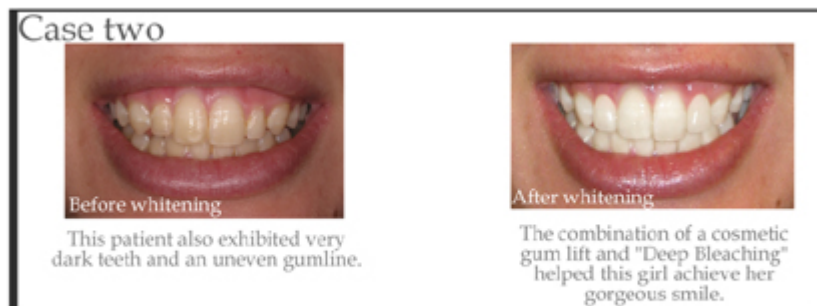 Case two
Before whitening
After whitening
This patient also exhibited very
dark teeth and an uneven gumline.
The combination of a cosmetic
gum lift and "Deep Bleaching"
helped this girl achieve her
gorgeous smile.